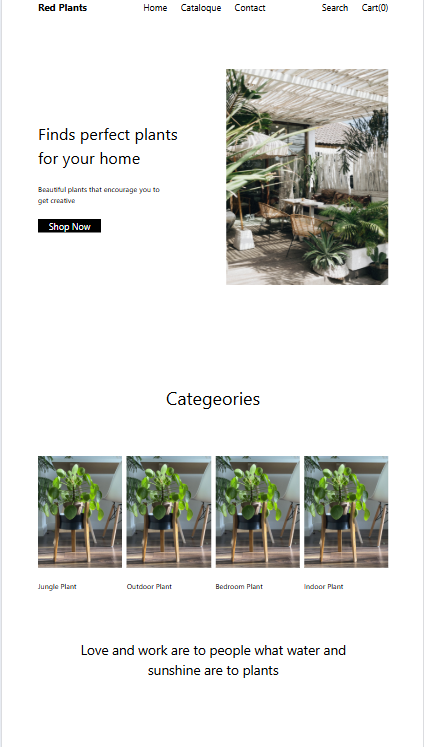 Red Plants Home Cataloque Contact Search Cart(0)
Finds perfect plants
for your home
Beautiful plants that encourage you to
get creative
Shop Now
Categeories
Jungle Plant Outdoor Plant Bedroom Plant Indoor Plant
Love and work are to people what water and
sunshine are to plants